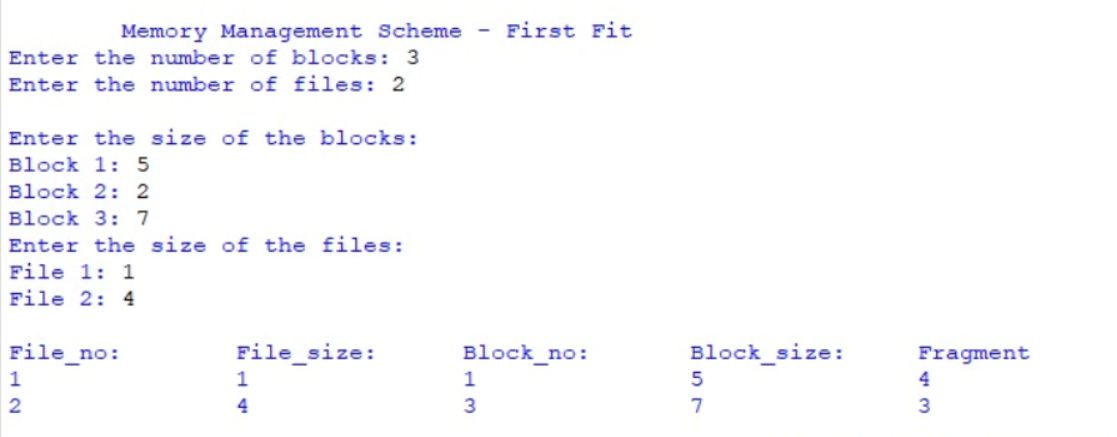 Memory Management Scheme - First Fit
Enter the number of blocks: 3
Enter the number of files: 2
Enter the size of the blocks:
Block 1: 5
Block 2: 2
Block 3: 7
Enter the size of the files:
File 1: 1
File 2: 4
File_no: File_size: Block_no: Block_size: Fragment
1 1 1 5 4
2 4 3 7 3